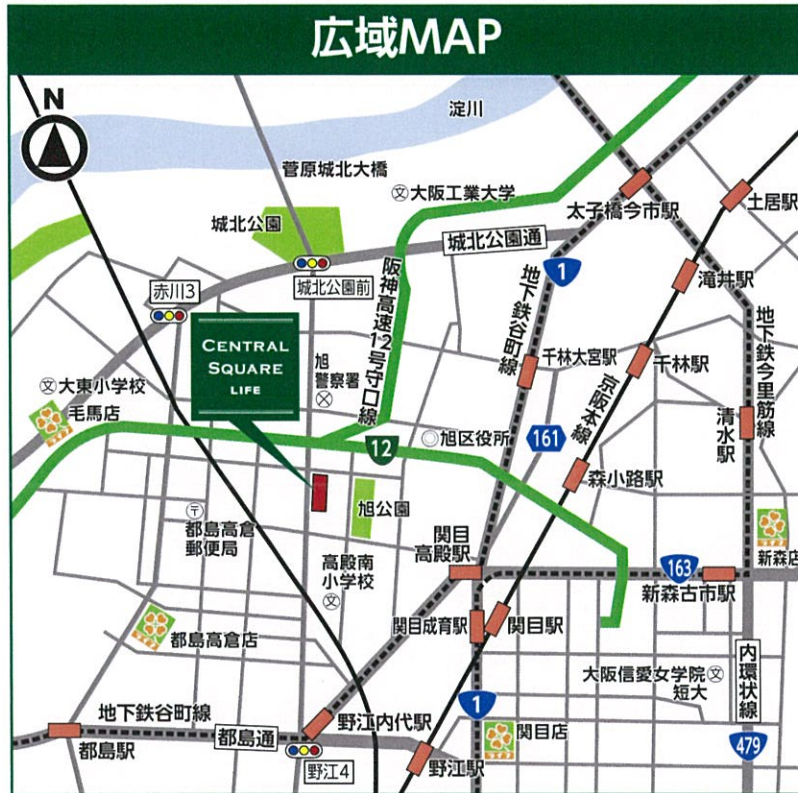 広域MAP
N
淀川
菅原城北大橋
大阪工業大学
城北公園
太子橋今市駅
土居駅
城北公園通
赤川3
城北公園前
阪神高速12号守口線
地下鉄谷町線
1
滝井駅
CENTRAL
SQUARE
LIFE
旭
警察署
千林大宮駅
京阪本線
千林駅
地下鉄今里筋線
大東小学校
毛馬店
清水駅
12
旭区役所
161
森小路駅
都島高倉
郵便局
旭公園
高殿南
小学校
関目
高殿駅
ライフ
新森店
163
新森古市駅
都島高倉店
関目成育駅
関目駅
大阪信愛女学院
短大
内環状線
地下鉄谷町線
都島通
野江内代駅
1
関目店
都島駅
野江4
野江駅
479